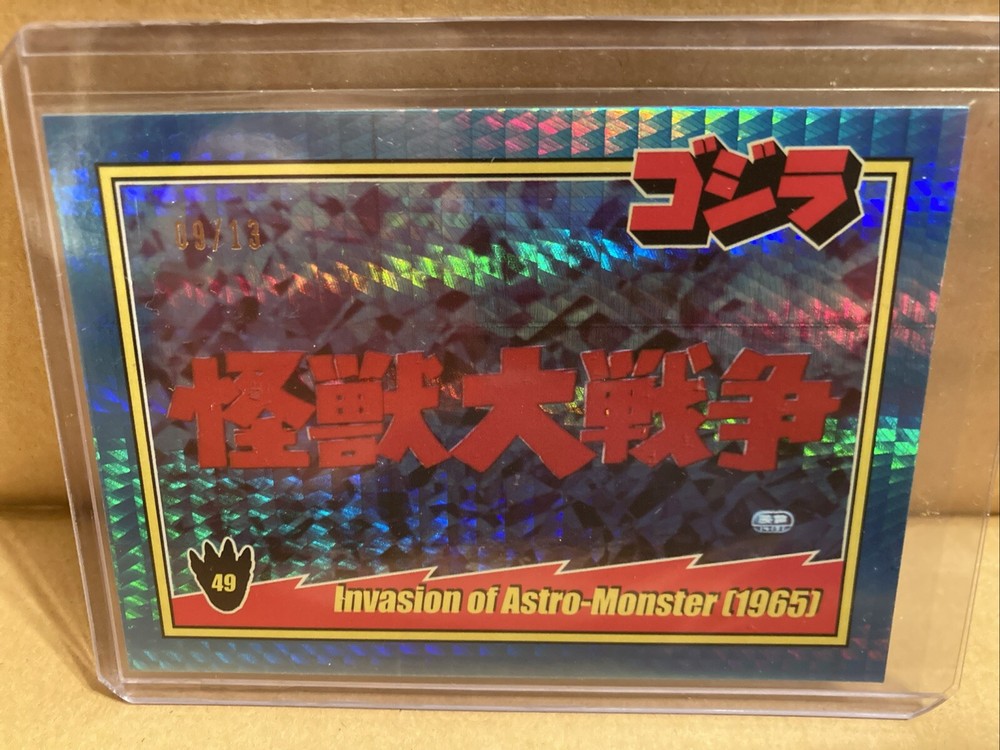 ゴジラ
09/13
怪獣大戦争
49
Invasion of Astro-Monster (1965)